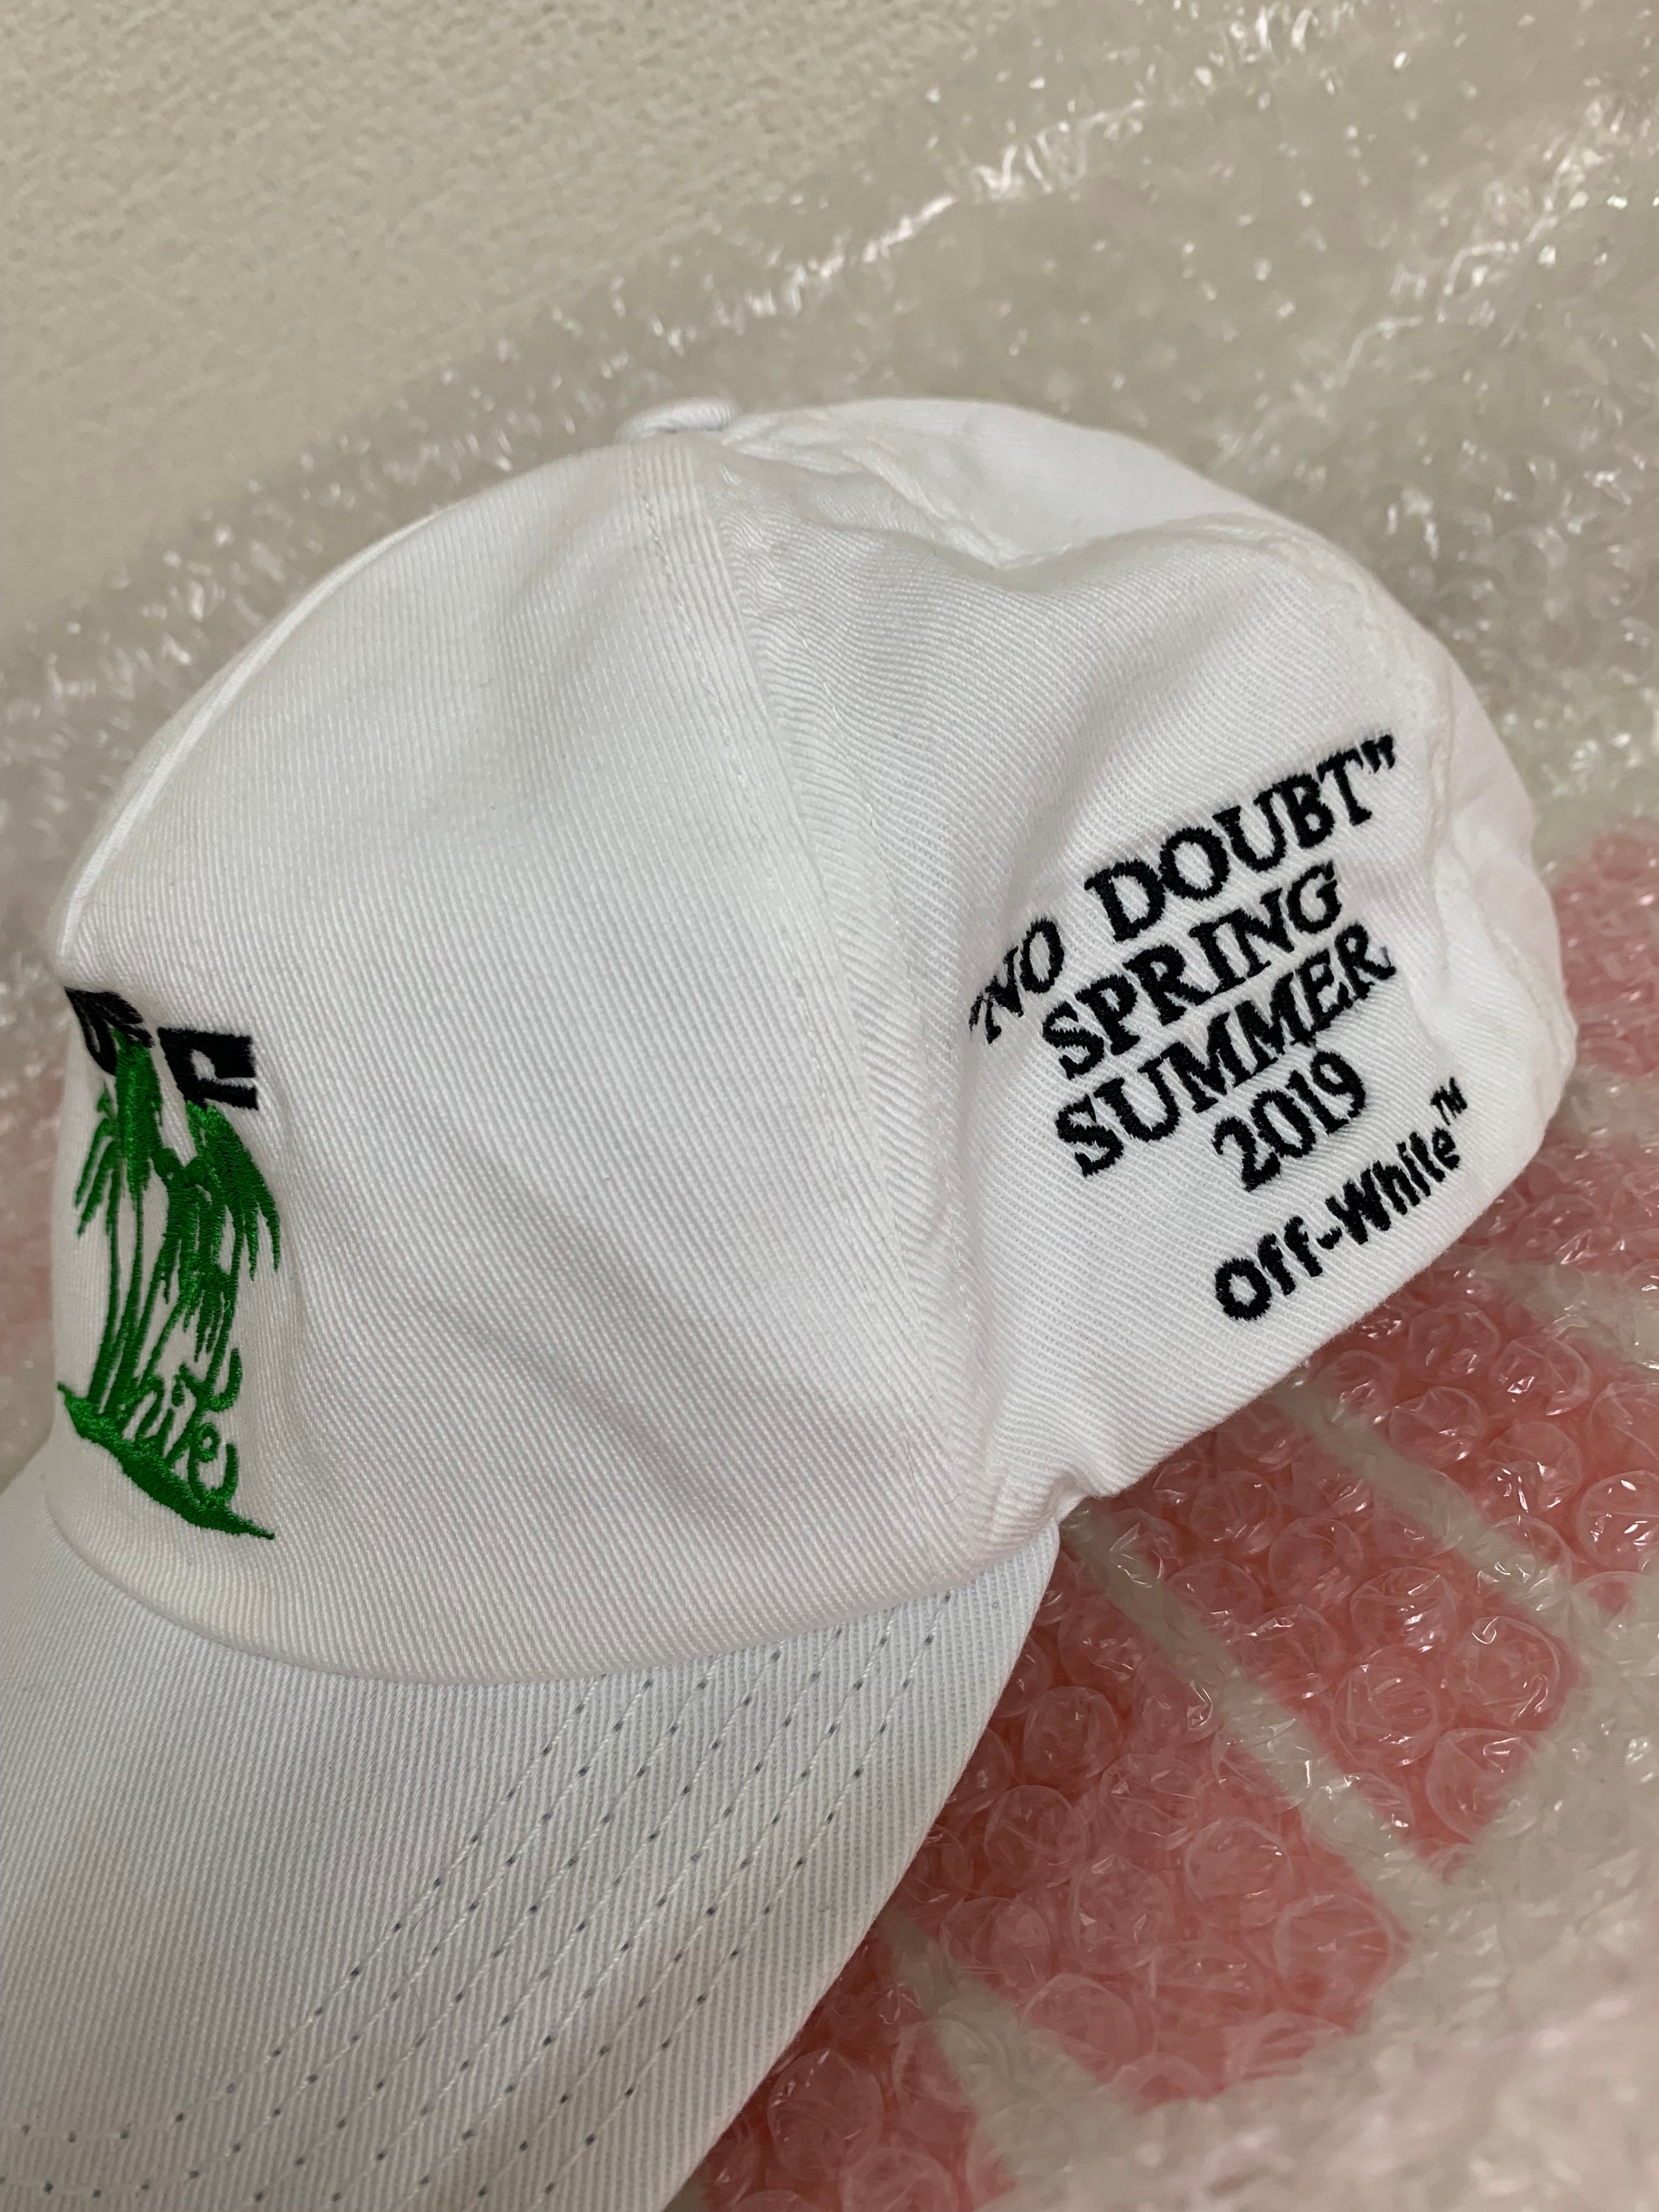 "NO DOUBT"
SPRING
SUMMER
2019
Off-White™